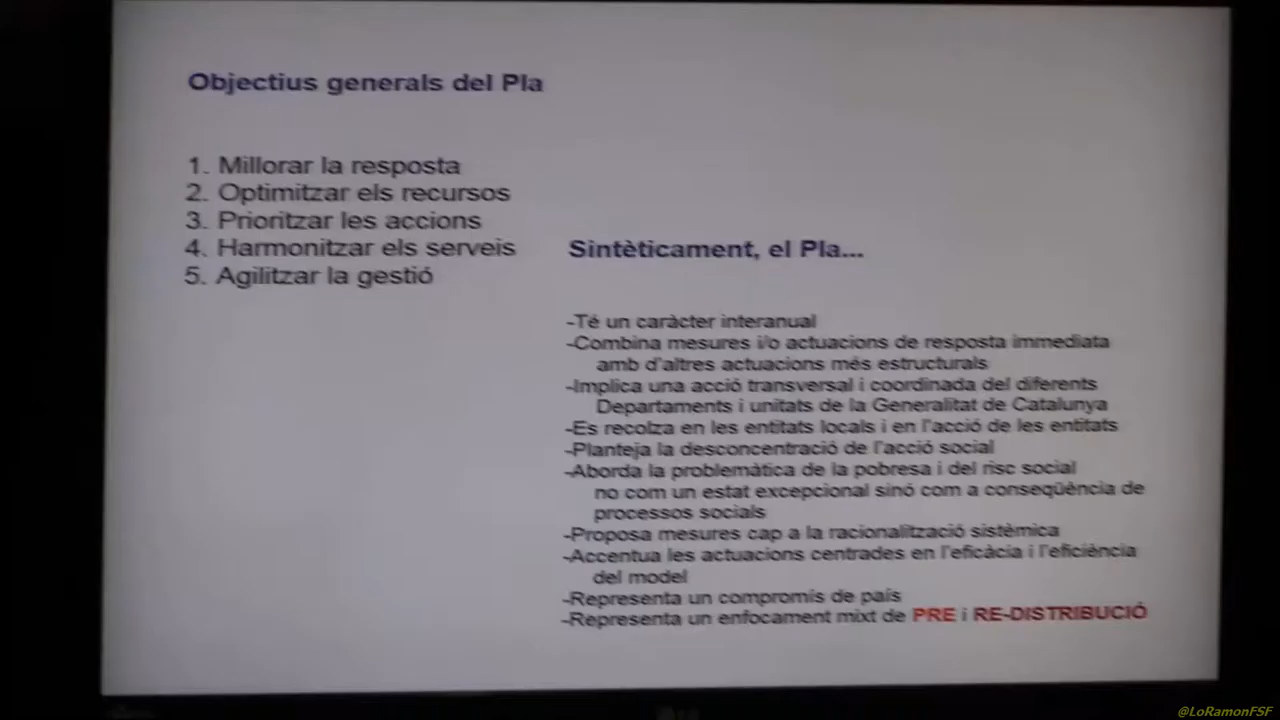 Objectius generals del Pla
1. Millorar la resposta
2. Optimitzar els recursos
3. Prioritzar les accions
4. Harmonitzar els serveis
5. Agilitzar la gestió
Sintèticament, el Pla...
-Té un caràcter interanual
-Combina mesures i/o actuacions de resposta immediata
amb d'altres actuacions més estructurals
-Implica una acció transversal i coordinada del diferents
Departaments i unitats de la Generalitat de Catalunya
-Es recolza en les entitats locals i en l'acció de les entitats
-Planteja la desconcentració de l'acció social
-Aborda la problemàtica de la pobresa i del risc social
no com un estat excepcional sinó com a conseqüència de
processos socials
-Proposa mesures cap a la racionalització sistèmica
-Accentua les actuacions centrades en l'eficàcia i l'eficiència
del model
-Representa un compromís de país
-Representa un enfocament mixt de PRE i RE-DISTRIBUCIÓ
@LoRamonFSF